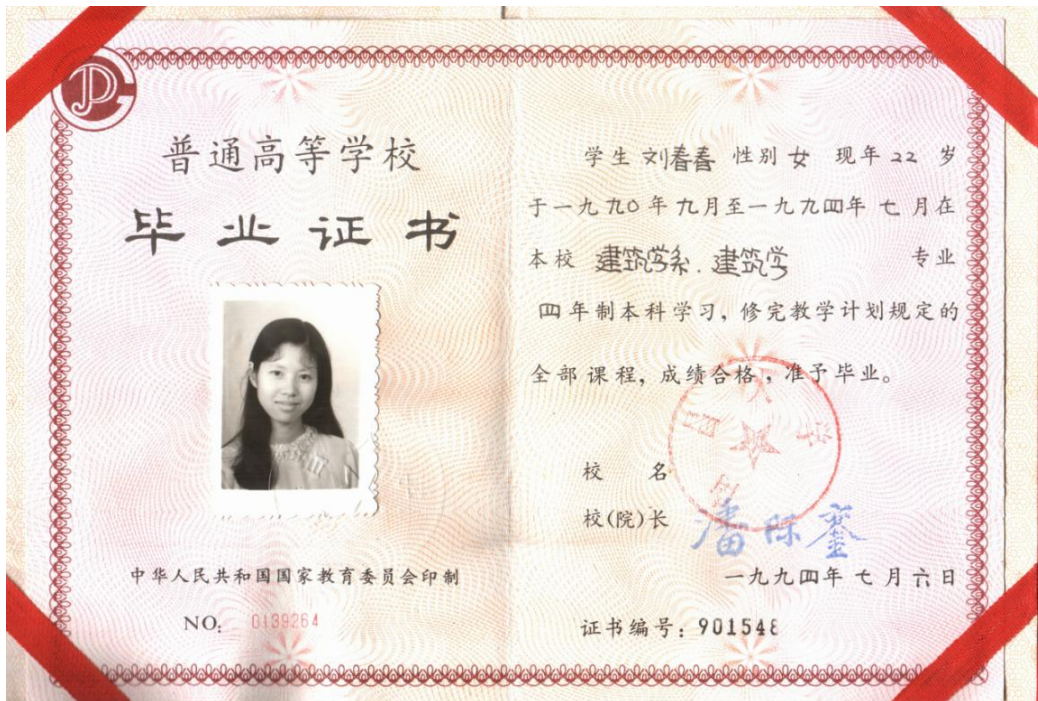 普通高等学校
毕业证书
中华人民共和国国家教育委员会印制
NO: 0139264
学生 刘春春 性别 女 现年 22 岁
于一九九〇年九月至一九九四年七月在
本校 建筑学系.建筑学 专业
四年制本科学习,修完教学计划规定的
全部课程,成绩合格,准予毕业。
校 名
校(院)长
一九九四年七月六日
证书编号:901548